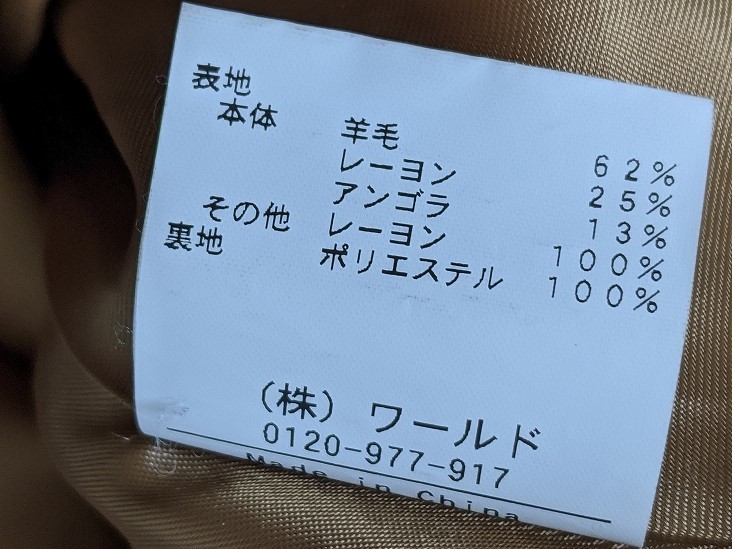 表地
本体 羊毛 62%
レーヨン 25%
アンゴラ 13%
その他 レーヨン 100%
裏地 ポリエステル 100%
(株) ワールド
0120-977-917
Made in China